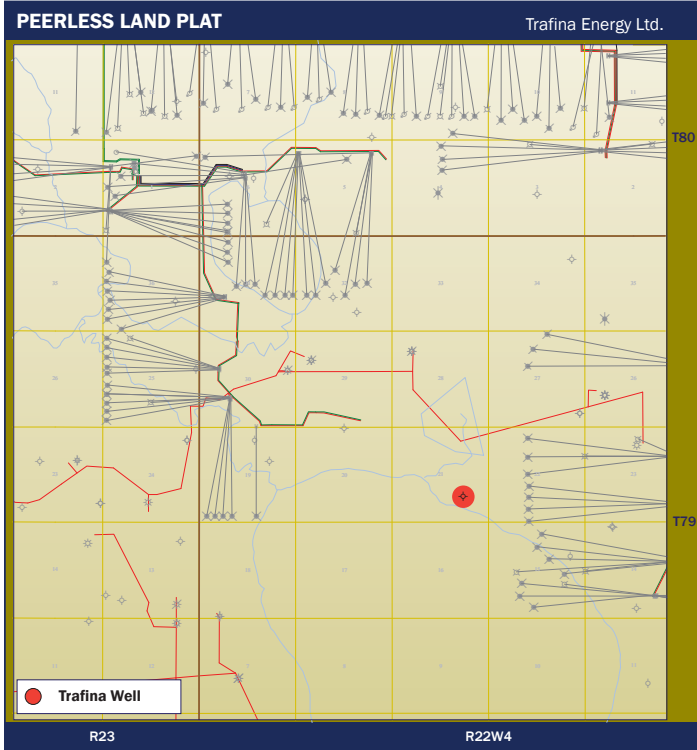 PEERLESS LAND PLAT
Trafina Energy Ltd.
T80
T79
Trafina Well
R23
R22W4